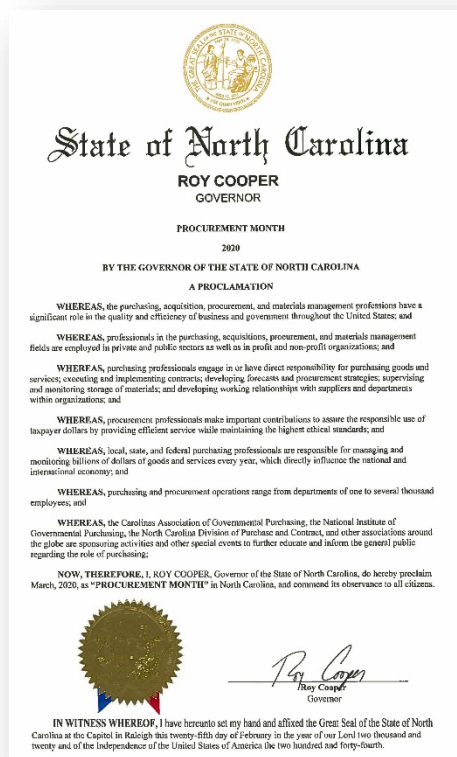 THE GREAT SEAL OF THE STATE OF NORTH CAROLINA
State of North Carolina
ROY COOPER
GOVERNOR
PROCUREMENT MONTH
2020
BY THE GOVERNOR OF THE STATE OF NORTH CAROLINA
A PROCLAMATION
WHEREAS, the purchasing, acquisition, procurement, and materials management professions have a
significant role in the quality and efficiency of business and government throughout the United States; and
WHEREAS, professionals in the purchasing, acquisitions, procurement, and materials management
fields are employed in private and public sectors as well as in profit and non-profit organizations; and
WHEREAS, purchasing professionals engage in or have direct responsibility for purchasing goods and
services; executing and implementing contracts; developing forecasts and procurement strategies; supervising
and monitoring storage of materials; and developing working relationships with suppliers and departments
within organizations; and
WHEREAS, procurement professionals make important contributions to assure the responsible use of
taxpayer dollars by providing efficient service while maintaining the highest ethical standards; and
WHEREAS, local, state, and federal purchasing professionals are responsible for managing and
monitoring billions of dollars of goods and services every year, which directly influence the national and
international economy; and
WHEREAS, purchasing and procurement operations range from departments of one to several thousand
employees; and
WHEREAS, the Carolinas Association of Governmental Purchasing, the National Institute of
Governmental Purchasing, the North Carolina Division of Purchase and Contract, and other associations around
the globe are sponsoring activities and other special events to further educate and inform the general public
regarding the role of purchasing;
NOW, THEREFORE, I, ROY COOPER, Governor of the State of North Carolina, do hereby proclaim
March, 2020, as "PROCUREMENT MONTH" in North Carolina, and commend its observance to all citizens.
Roy Cooper
Roy Cooper
Governor
IN WITNESS WHEREOF, I have hereunto set my hand and affixed the Great Seal of the State of North
Carolina at the Capitol in Raleigh this twenty-fifth day of February in the year of our Lord two thousand and
twenty and of the Independence of the United States of America the two hundred and forty-fourth.